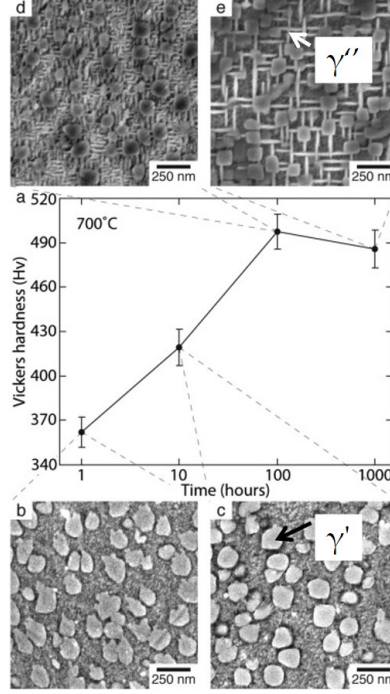 d
e
γ″
250 nm
250 nm
a
520
700°C
490
460
430
400
370
340
Vickers hardness (Hv)
1
10
100
1000
Time (hours)
b
c
γ'
250 nm
250 nm